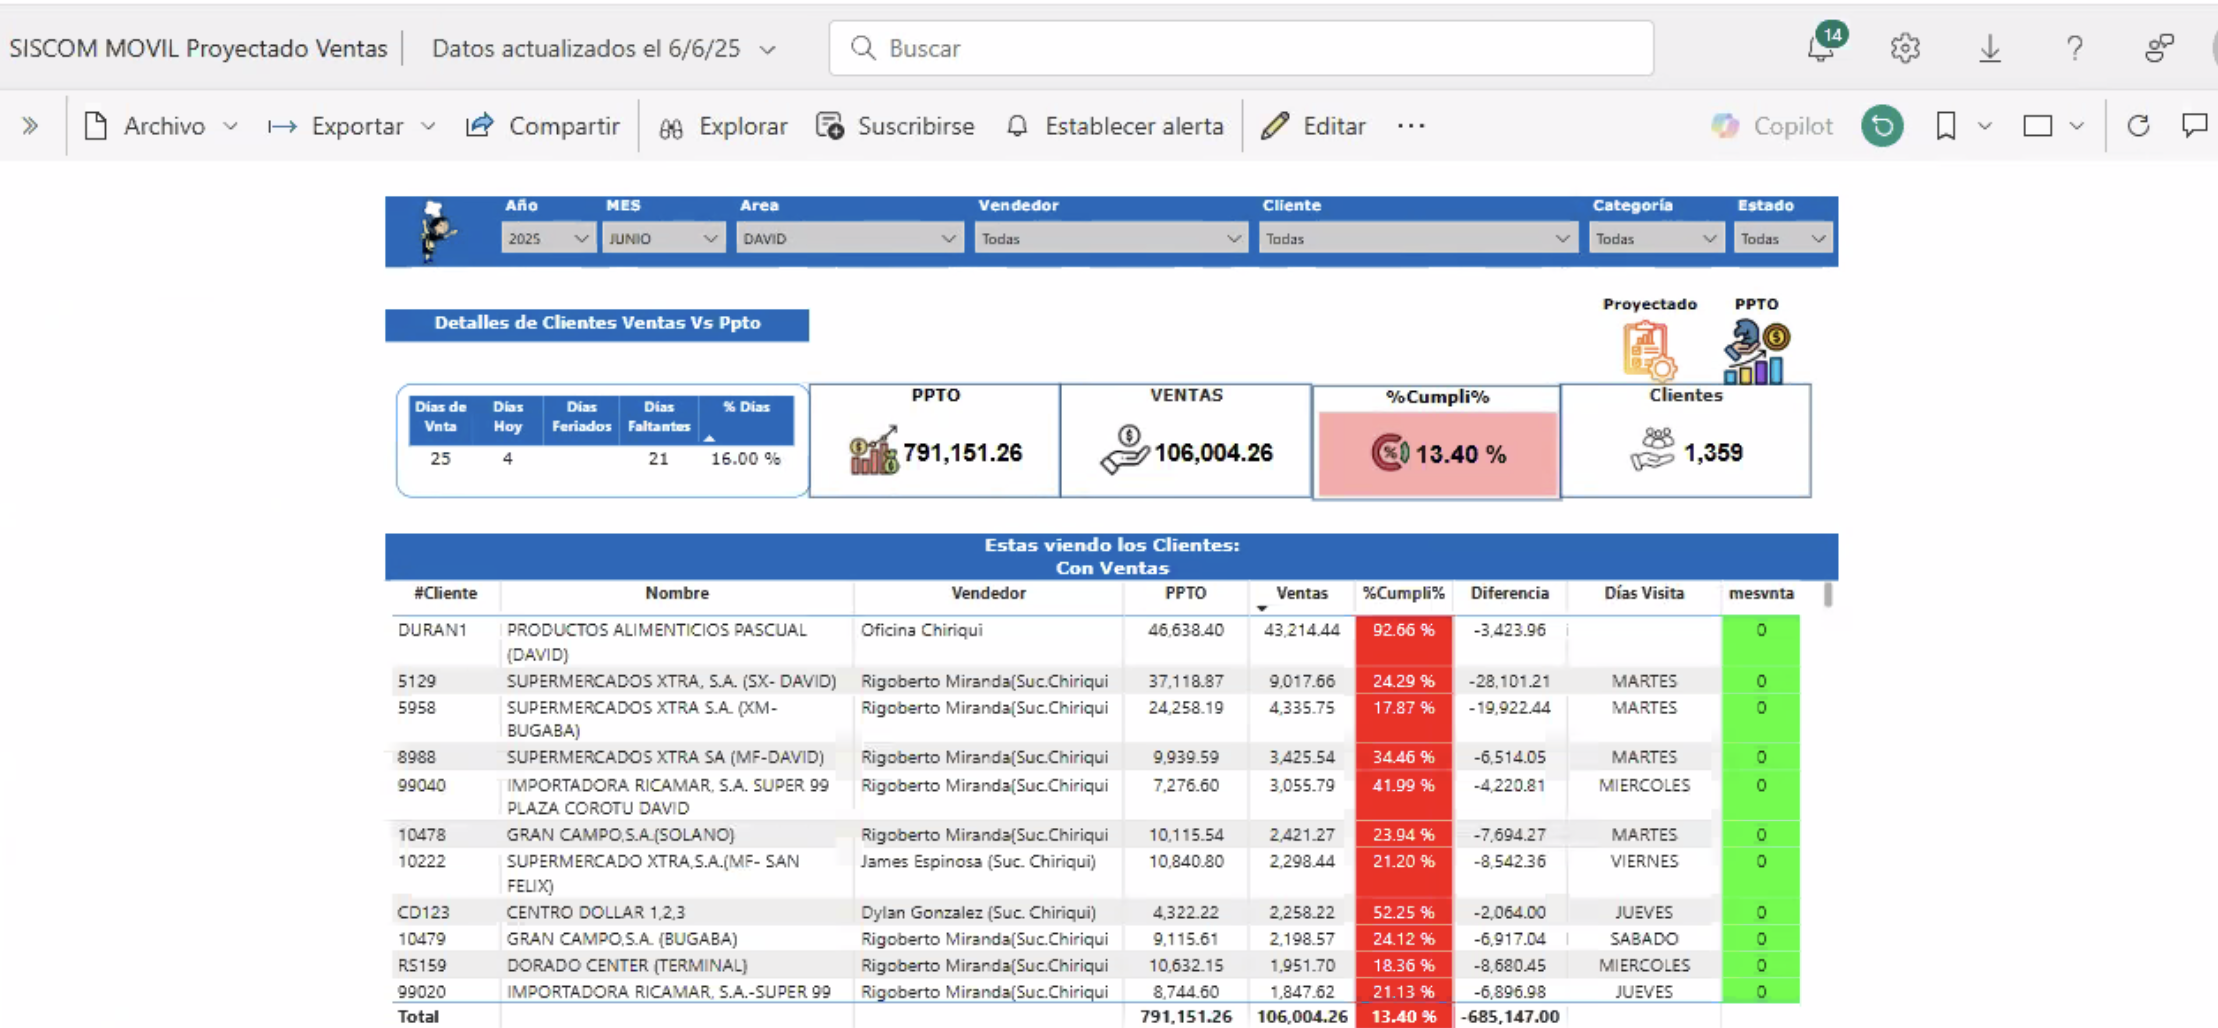 SISCOM MOVIL Proyectado Ventas
Datos actualizados el 6/6/25
Buscar
14
?
Archivo
Exportar
Compartir
Explorar
Suscribirse
Establecer alerta
Editar
...
Copilot
Año MES Area Vendedor Cliente Categoría Estado
2025 JUNIO DAVID Todas Todas Todas Todas
Detalles de Clientes Ventas Vs Ppto
Proyectado PPTO
Días de Vnta Días Hoy Días Feriados Días Faltantes % Días
25 4 21 16.00 %
PPTO
791,151.26
VENTAS
106,004.26
%Cumpli%
13.40 %
Clientes
1,359
Estas viendo los Clientes:
Con Ventas
#Cliente Nombre Vendedor PPTO Ventas %Cumpli% Diferencia Días Visita mesvnta
DURAN1 PRODUCTOS ALIMENTICIOS PASCUAL (DAVID) Oficina Chiriqui 46,638.40 43,214.44 92.66 % -3,423.96 0
5129 SUPERMERCADOS XTRA, S.A. (SX- DAVID) Rigoberto Miranda(Suc.Chiriqui 37,118.87 9,017.66 24.29 % -28,101.21 MARTES 0
5958 SUPERMERCADOS XTRA S.A. (XM- BUGABA) Rigoberto Miranda(Suc.Chiriqui 24,258.19 4,335.75 17.87 % -19,922.44 MARTES 0
8988 SUPERMERCADOS XTRA SA (MF-DAVID) Rigoberto Miranda(Suc.Chiriqui 9,939.59 3,425.54 34.46 % -6,514.05 MARTES 0
99040 IMPORTADORA RICAMAR, S.A. SUPER 99 PLAZA COROTU DAVID Rigoberto Miranda(Suc.Chiriqui 7,276.60 3,055.79 41.99 % -4,220.81 MIERCOLES 0
10478 GRAN CAMPO,S.A.(SOLANO) Rigoberto Miranda(Suc.Chiriqui 10,115.54 2,421.27 23.94 % -7,694.27 MARTES 0
10222 SUPERMERCADO XTRA,S.A.(MF- SAN FELIX) James Espinosa (Suc. Chiriqui) 10,840.80 2,298.44 21.20 % -8,542.36 VIERNES 0
CD123 CENTRO DOLLAR 1,2,3 Dylan Gonzalez (Suc. Chiriqui) 4,322.22 2,258.22 52.25 % -2,064.00 JUEVES 0
10479 GRAN CAMPO,S.A. (BUGABA) Rigoberto Miranda(Suc.Chiriqui 9,115.61 2,198.57 24.12 % -6,917.04 SABADO 0
RS159 DORADO CENTER (TERMINAL) Rigoberto Miranda(Suc.Chiriqui 10,632.15 1,951.70 18.36 % -8,680.45 MIERCOLES 0
99020 IMPORTADORA RICAMAR, S.A.-SUPER 99 Rigoberto Miranda(Suc.Chiriqui 8,744.60 1,847.62 21.13 % -6,896.98 JUEVES 0
Total 791,151.26 106,004.26 13.40 % -685,147.00